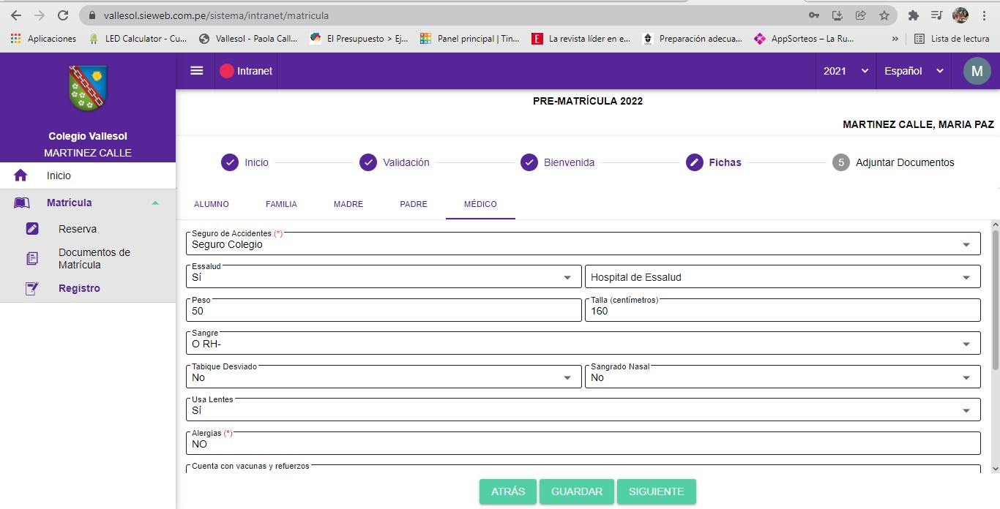 vallesol.sieweb.com.pe/sistema/intranet/matricula
Aplicaciones LED Calculator - Cu... Vallesol - Paola Call... El Presupuesto > Ej... Panel principal | Tin... La revista líder en e... Preparación adecua... AppSorteos – La Ru... » Lista de lectura
Intranet 2021 Español M
PRE-MATRÍCULA 2022
MARTINEZ CALLE, MARIA PAZ
Colegio Vallesol
MARTINEZ CALLE
Inicio
Matrícula
Reserva
Documentos de
Matrícula
Registro
Inicio Validación Bienvenida Fichas 5 Adjuntar Documentos
ALUMNO FAMILIA MADRE PADRE MÉDICO
Seguro de Accidentes (*)
Seguro Colegio
Essalud
Sí
Hospital de Essalud
Peso
50
Talla (centímetros)
160
Sangre
O RH-
Tabique Desviado
No
Sangrado Nasal
No
Usa Lentes
Sí
Alergias (*)
NO
Cuenta con vacunas y refuerzos
ATRÁS GUARDAR SIGUIENTE